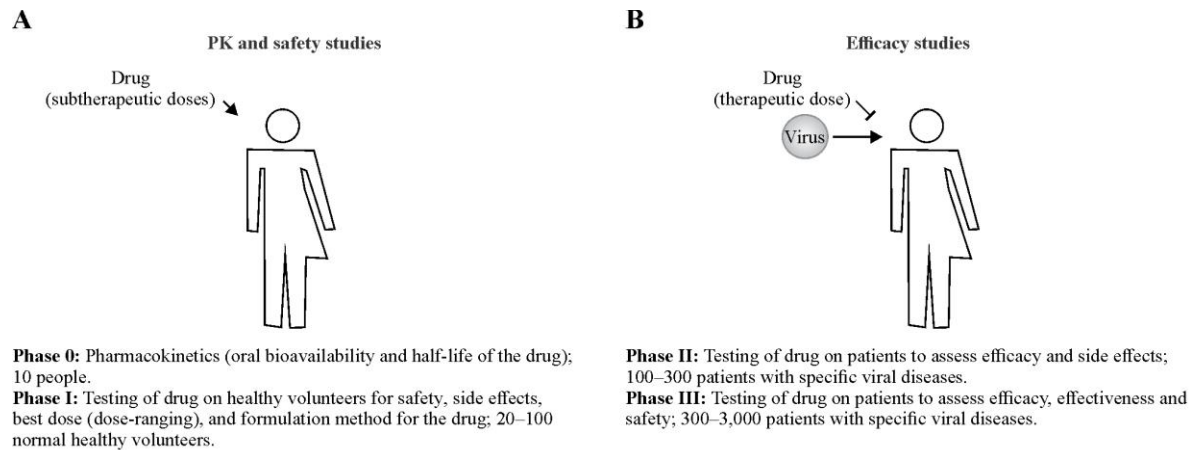 A
PK and safety studies
Drug
(subtherapeutic doses)
Phase 0: Pharmacokinetics (oral bioavailability and half-life of the drug);
10 people.
Phase I: Testing of drug on healthy volunteers for safety, side effects,
best dose (dose-ranging), and formulation method for the drug; 20–100
normal healthy volunteers.
B
Efficacy studies
Drug
(therapeutic dose)
Virus
Phase II: Testing of drug on patients to assess efficacy and side effects;
100–300 patients with specific viral diseases.
Phase III: Testing of drug on patients to assess efficacy, effectiveness and
safety; 300–3,000 patients with specific viral diseases.